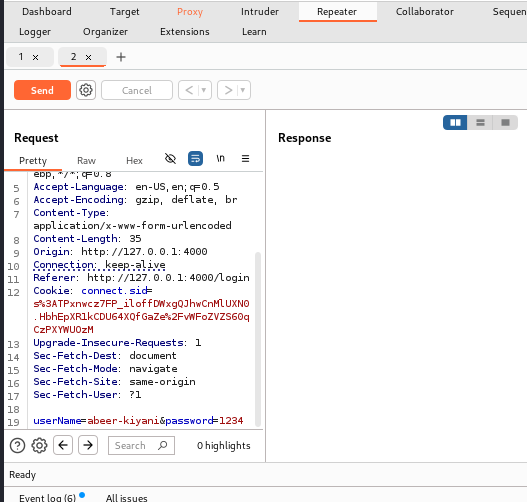 Dashboard Target Proxy Intruder Repeater Collaborator Sequen
Logger Organizer Extensions Learn
1 × 2 × +
Send Cancel < ▾ > ▾
Request
Response
Pretty Raw Hex \n
ebp,*/*;q=0.8
5 Accept-Language: en-US,en;q=0.5
6 Accept-Encoding: gzip, deflate, br
7 Content-Type:
application/x-www-form-urlencoded
8 Content-Length: 35
9 Origin: http://127.0.0.1:4000
10 Connection: keep-alive
11 Referer: http://127.0.0.1:4000/login
12 Cookie: connect.sid=
s%3ATPxnwcz7FP_iloffDWxgQJhwCnMlUXN0
.HbhEpXR1kCDU64XQfGaZe%2FvWFoZVZS60q
CzPXYWUOzM
13 Upgrade-Insecure-Requests: 1
14 Sec-Fetch-Dest: document
15 Sec-Fetch-Mode: navigate
16 Sec-Fetch-Site: same-origin
17 Sec-Fetch-User: ?1
18
19 userName=abeer-kiyani&password=1234
Search 0 highlights
Ready
Event log (6) All issues